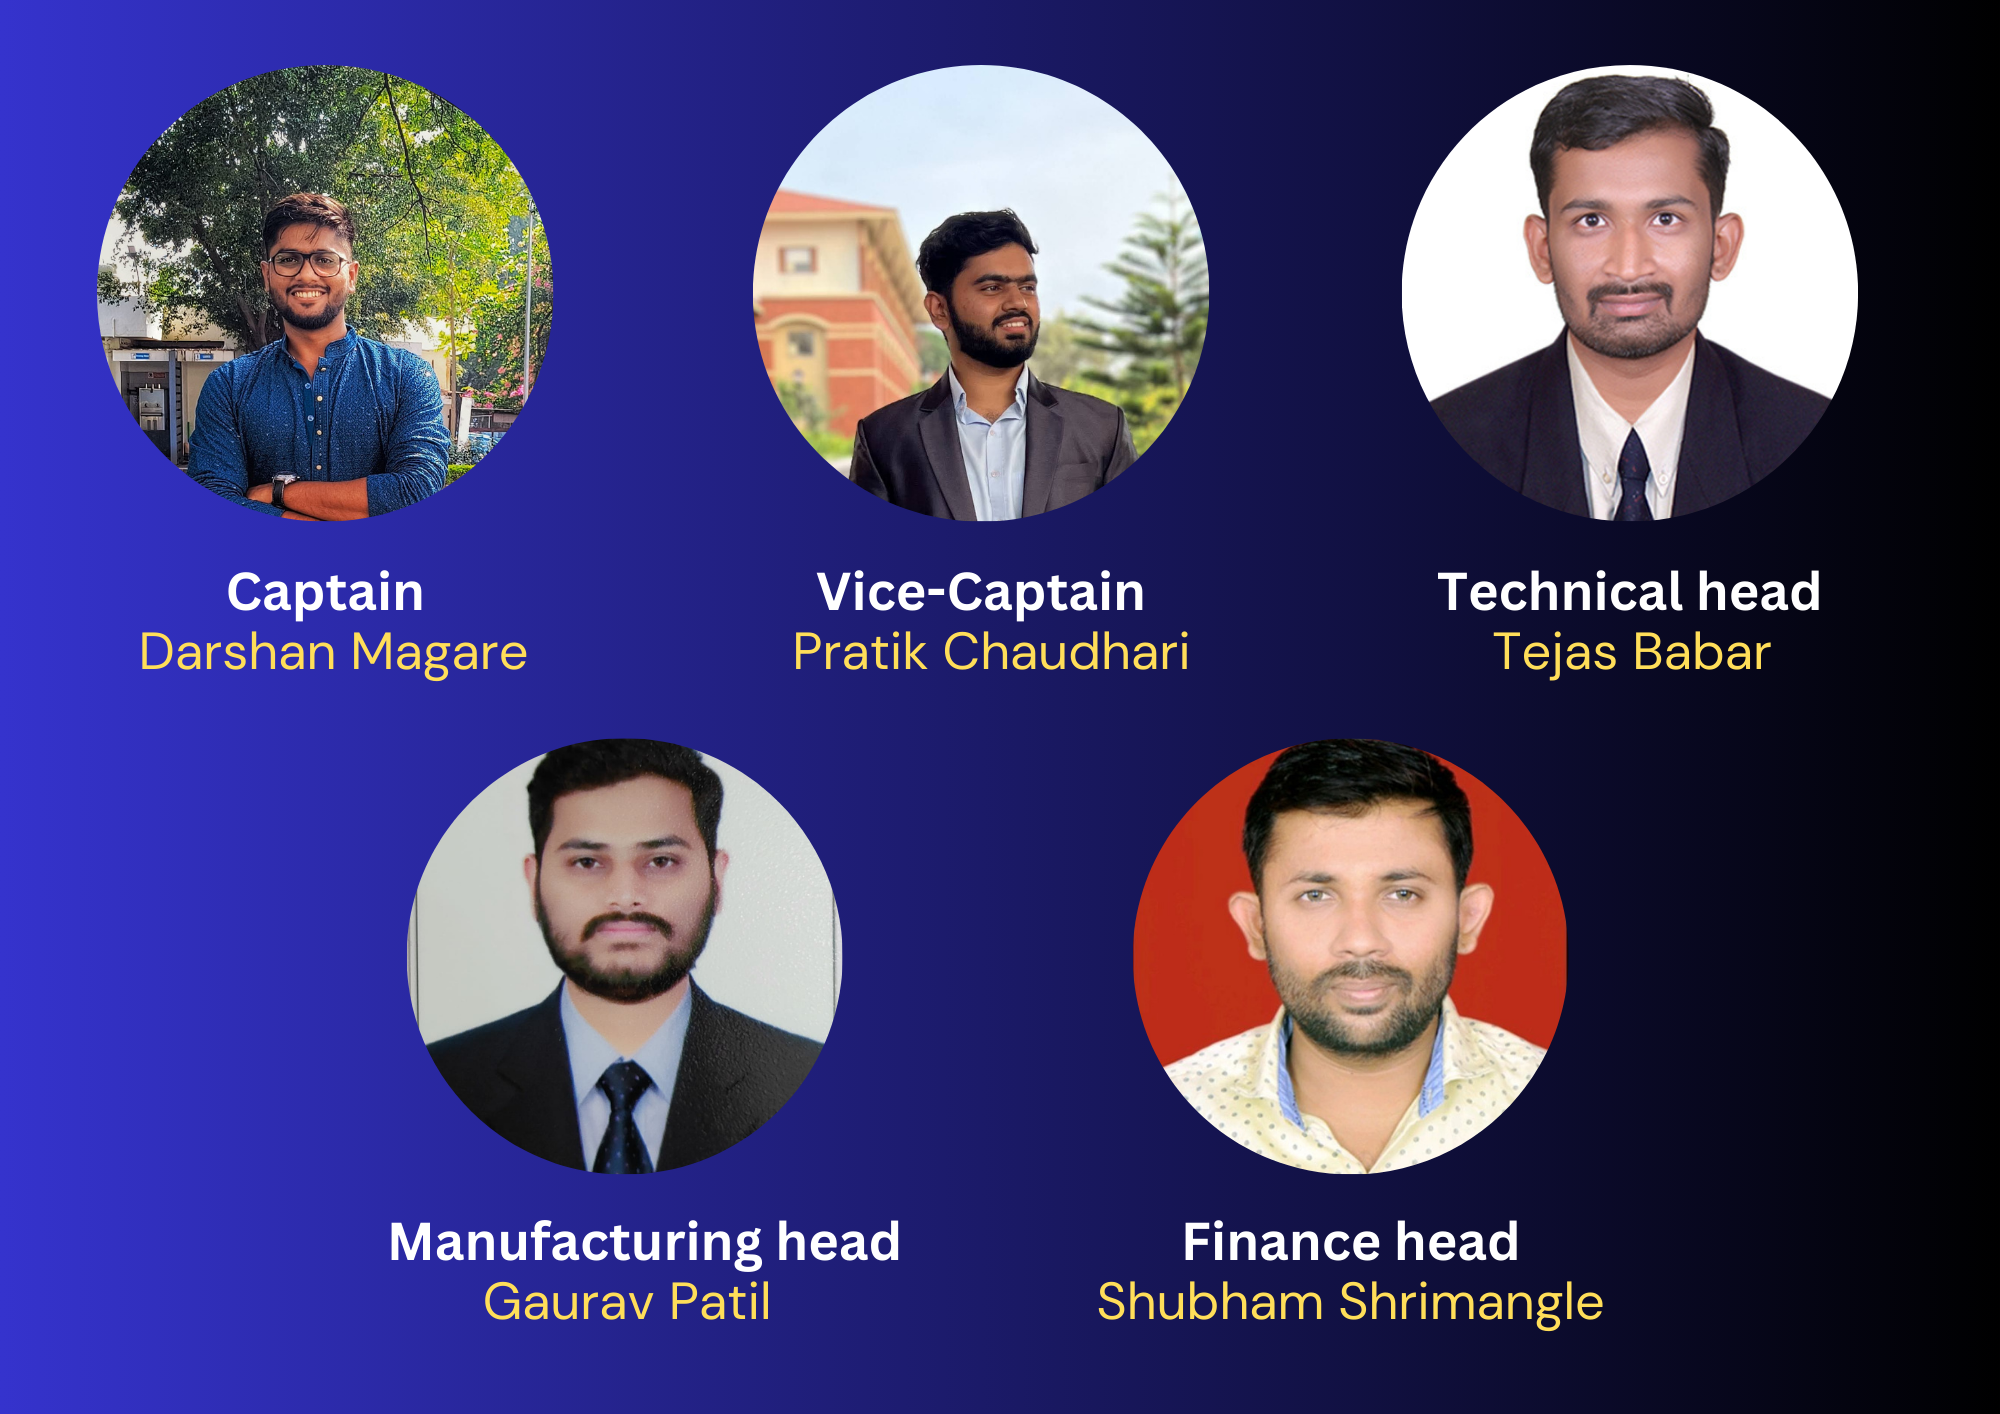 Captain
Darshan Magare
Vice-Captain
Pratik Chaudhari
Technical head
Tejas Babar
Manufacturing head
Gaurav Patil
Finance head
Shubham Shrimangle